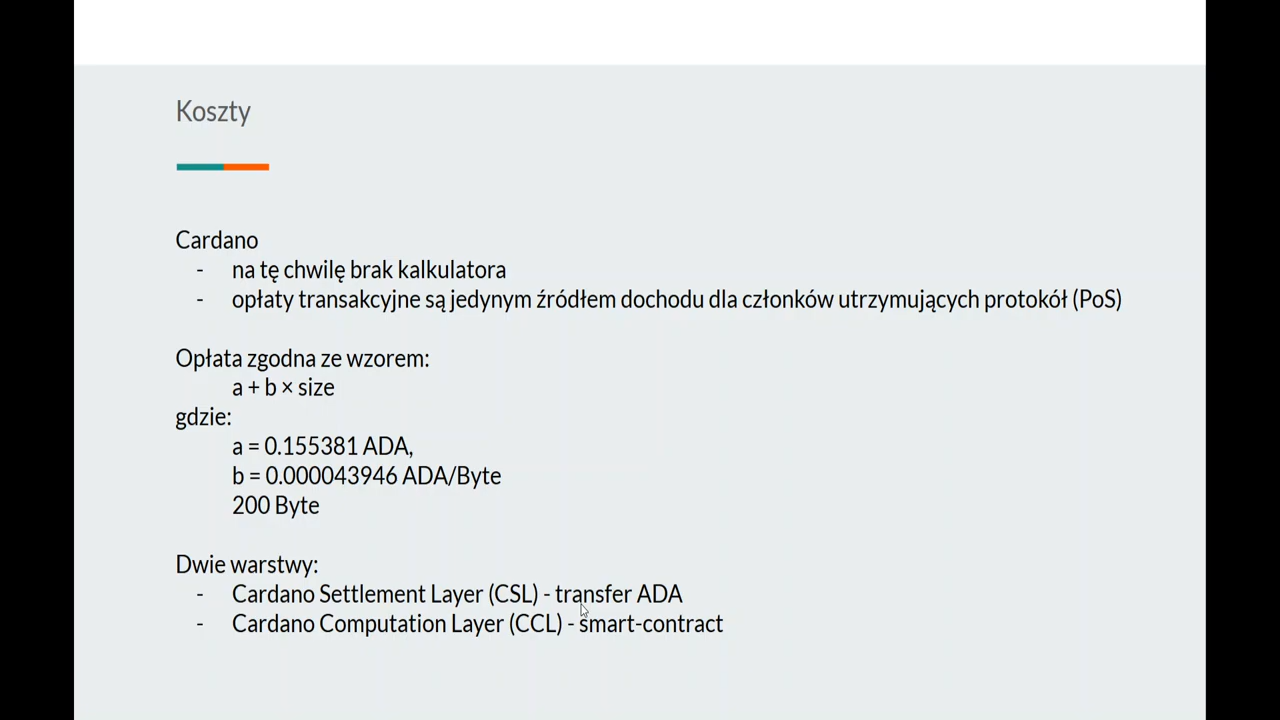 Koszty
Cardano
- na tę chwilę brak kalkulatora
- opłaty transakcyjne są jedynym źródłem dochodu dla członków utrzymujących protokół (PoS)
Opłata zgodna ze wzorem:
a + b × size
gdzie:
a = 0.155381 ADA,
b = 0.000043946 ADA/Byte
200 Byte
Dwie warstwy:
- Cardano Settlement Layer (CSL) - transfer ADA
- Cardano Computation Layer (CCL) - smart-contract